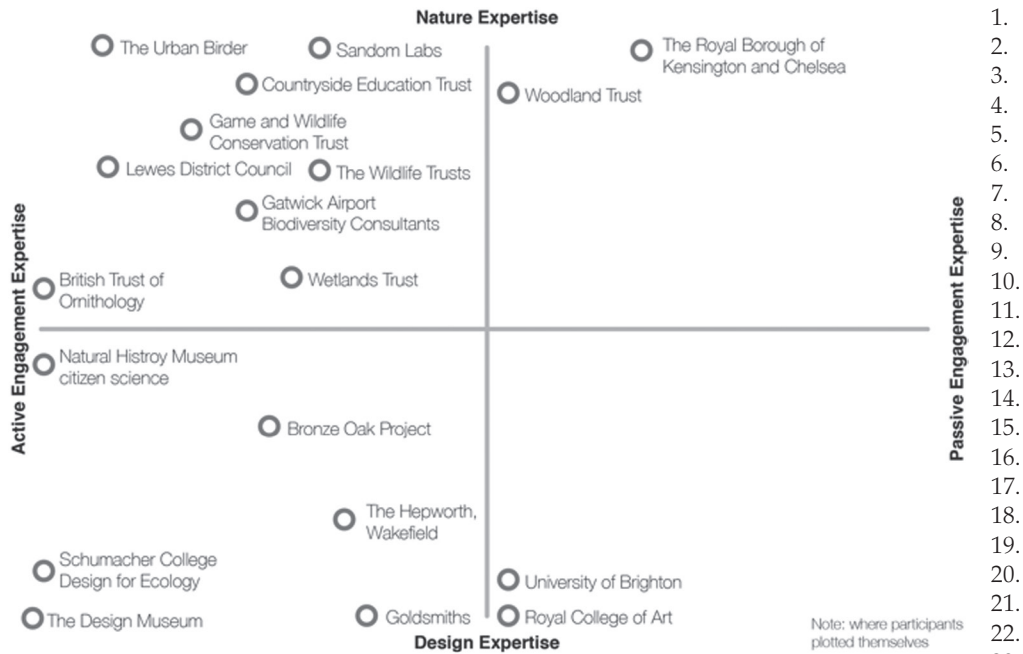 Nature Expertise
The Urban Birder
Sandom Labs
The Royal Borough of
Kensington and Chelsea
Countryside Education Trust
Woodland Trust
Game and Wildlife
Conservation Trust
Lewes District Council
The Wildlife Trusts
Gatwick Airport
Biodiversity Consultants
Active Engagement Expertise
Passive Engagement Expertise
British Trust of
Ornithology
Wetlands Trust
Natural Histroy Museum
citizen science
Bronze Oak Project
The Hepworth,
Wakefield
Schumacher College
Design for Ecology
University of Brighton
The Design Museum
Goldsmiths
Royal College of Art
Design Expertise
Note: where participants
plotted themselves
1.
2.
3.
4.
5.
6.
7.
8.
9.
10.
11.
12.
13.
14.
15.
16.
17.
18.
19.
20.
21.
22.